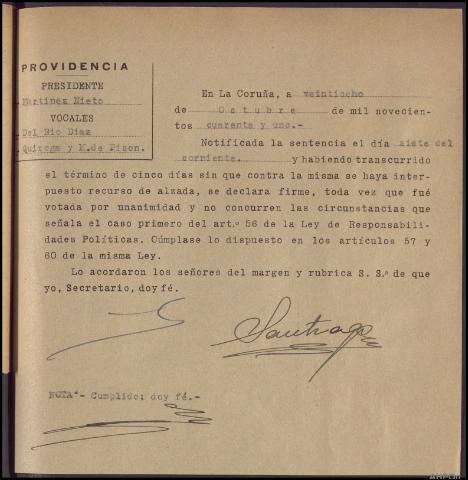 PROVIDENCIA
PRESIDENTE
Martinez Nieto
VOCALES
Del Rio Diaz
Quiroga y M. de Pison.
En La Coruña, a veintiocho
de Octubre de mil novecien-
tos cuarenta y uno.-
Notificada la sentencia el día siete del
corriente. y habiendo transcurrido
el término de cinco días sin que contra la misma se haya inter-
puesto recurso de alzada, se declara firme, toda vez que fué
votada por unanimidad y no concurren las circunstancias que
señala el caso primero del art.º 56 de la Ley de Responsabili-
dades Políticas. Cúmplase lo dispuesto en los artículos 57 y
60 de la misma Ley.
Lo acordaron los señores del margen y rubrica S. S.ª de que
yo, Secretario, doy fé.
Santiago
NOTAª- Cumplido; doy fé.-